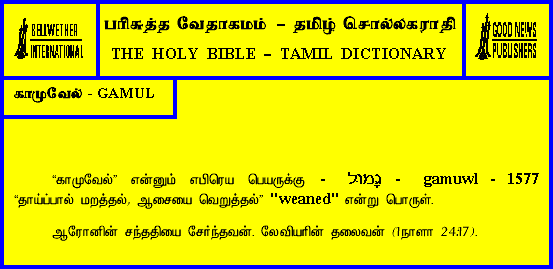 BELLWETHER
INTERNATIONAL
பரிசுத்த வேதாகமம் – தமிழ் சொல்லகராதி
THE HOLY BIBLE – TAMIL DICTIONARY
GOOD NEWS
PUBLISHERS
காமுவேல் - GAMUL
“காமுவேல்” என்னும் எபிரெய பெயருக்கு - גָּמוּל - gamuwl - 1577
“தாய்ப்பால் மறத்தல், ஆசையை வெறுத்தல்” "weaned" என்று பொருள்.
ஆரோனின் சந்ததியை சேர்ந்தவன். லேவியரின் தலைவன் (1நாளா 24:17).